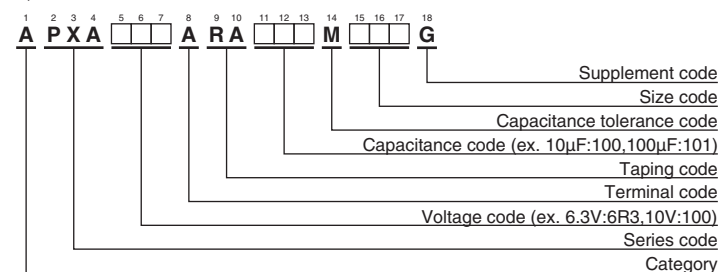 1 2 3 4 5 6 7 8 9 10 11 12 13 14 15 16 17 18
A P X A A R A M G
Supplement code
Size code
Capacitance tolerance code
Capacitance code (ex. 10μF:100,100μF:101)
Taping code
Terminal code
Voltage code (ex. 6.3V:6R3,10V:100)
Series code
Category